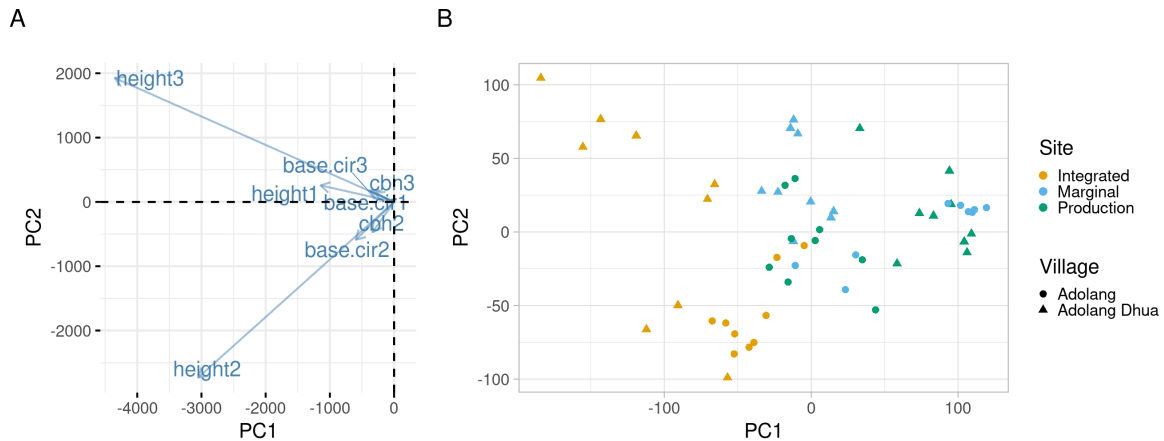 A
B
PC2
2000
1000
0
-1000
-2000
height3
base.cir3
cbh3
height1
base.cir1
cbh2
base.cir2
height2
-4000
-3000
-2000
-1000
0
PC1
PC2
100
50
0
-50
-100
-100
0
100
PC1
Site
Integrated
Marginal
Production
Village
Adolang
Adolang Dhua